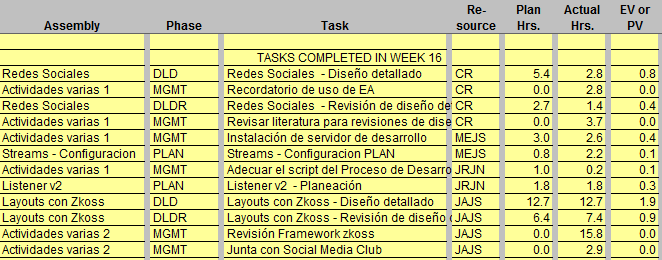 Assembly Phase Task Re-source Plan Hrs. Actual Hrs. EV or PV
TASKS COMPLETED IN WEEK 16
Redes Sociales DLD Redes Sociales - Diseño detallado CR 5.4 2.8 0.8
Actividades varias 1 MGMT Recordatorio de uso de EA CR 0.0 2.8 0.0
Redes Sociales DLDR Redes Sociales - Revisión de diseño det CR 2.7 1.4 0.4
Actividades varias 1 MGMT Revisar literatura para revisiones de dise CR 0.0 3.7 0.0
Actividades varias 1 MGMT Instalación de servidor de desarrollo MEJS 3.0 2.6 0.4
Streams - Configuracion PLAN Streams - Configuracion PLAN MEJS 0.8 2.2 0.1
Actividades varias 1 MGMT Adecuar el script del Proceso de Desarro JRJN 1.0 0.2 0.1
Listener v2 PLAN Listener v2 - Planeación JRJN 1.8 1.8 0.3
Layouts con Zkoss DLD Layouts con Zkoss - Diseño detallado JAJS 12.7 12.7 1.9
Layouts con Zkoss DLDR Layouts con Zkoss - Revisión de diseño JAJS 6.4 7.4 0.9
Actividades varias 2 MGMT Revisión Framework zkoss JAJS 0.0 15.8 0.0
Actividades varias 2 MGMT Junta con Social Media Club JAJS 0.0 2.9 0.0